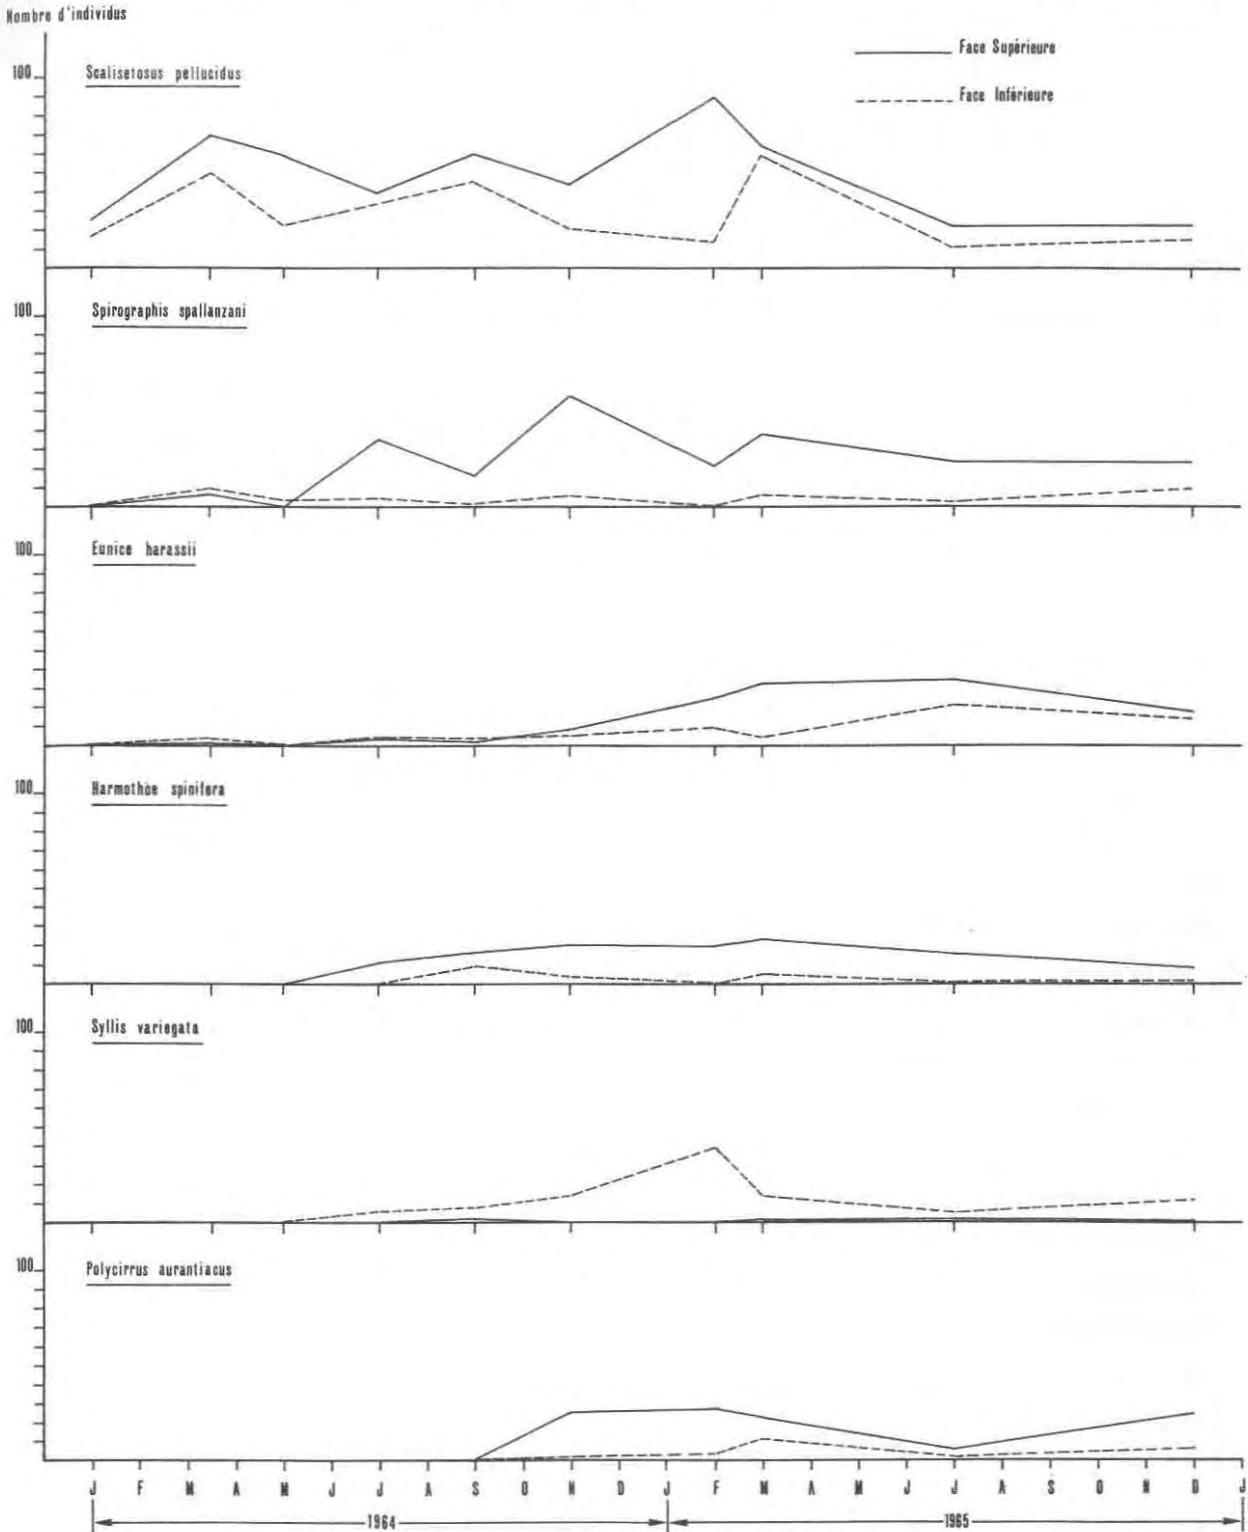 Nombre d'individus
Face Supérieure
100
Scalisetosus pellucidus
Face Inférieure
100
Spirographis spallanzani
100
Eunice harassii
100
Harmothoe spinifera
100
Syllis variegata
100
Polycirrus aurantiacus
J F M A M J J A S O N D J F M A M J J A S O N D J
1964 1965